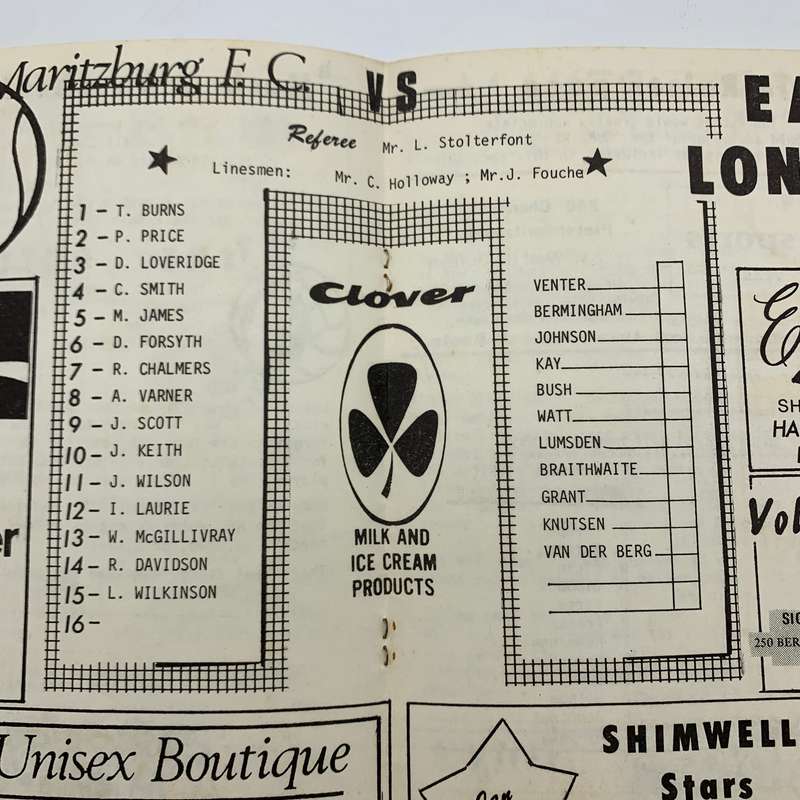 Maritzburg F.C. VS
EA
LON
Referee Mr. L. Stolterfont
Linesmen: Mr. C. Holloway ; Mr.J. Fouche
1 - T. BURNS
2 - P. PRICE
3 - D. LOVERIDGE
4 - C. SMITH
5 - M. JAMES
6 - D. FORSYTH
7 - R. CHALMERS
8 - A. VARNER
9 - J. SCOTT
10 - J. KEITH
11 - J. WILSON
12 - I. LAURIE
13 - W. McGILLIVRAY
14 - R. DAVIDSON
15 - L. WILKINSON
16 -
Clover
MILK AND
ICE CREAM
PRODUCTS
VENTER
BERMINGHAM
JOHNSON
KAY
BUSH
WATT
LUMSDEN
BRAITHWAITE
GRANT
KNUTSEN
VAN DER BERG
er
SH
HA
Vol
SIG
250 BER
Unisex Boutique
SHIMWELL
Stars